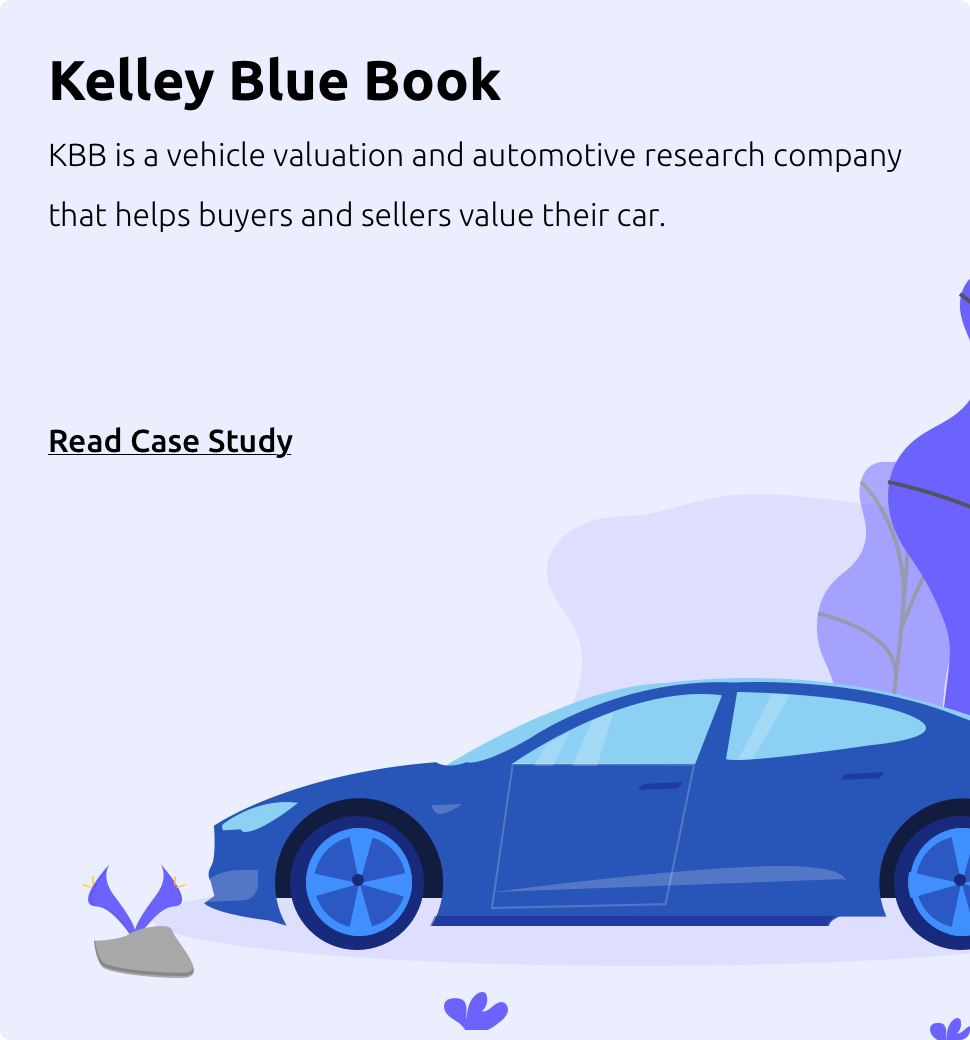 Kelley Blue Book
KBB is a vehicle valuation and automotive research company
that helps buyers and sellers value their car.
Read Case Study